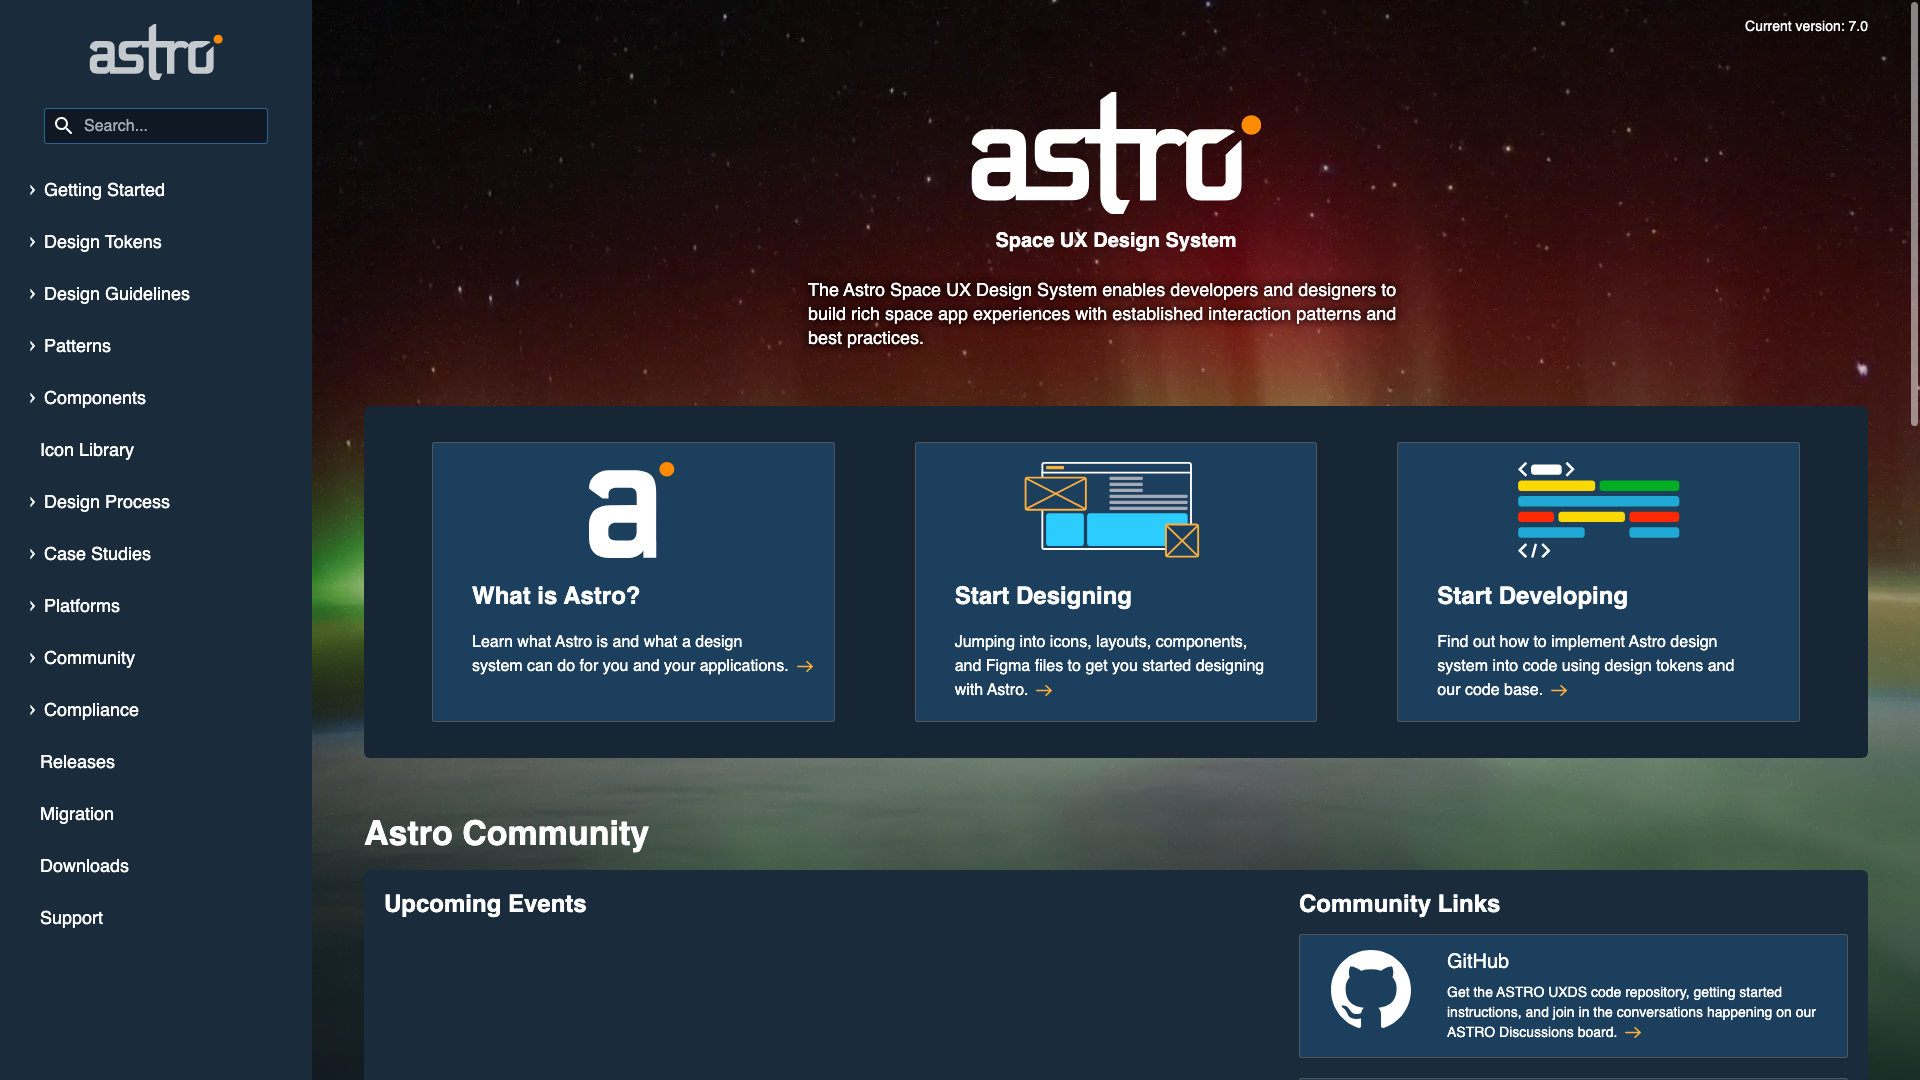 astro
Search...
Getting Started
Design Tokens
Design Guidelines
Patterns
Components
Icon Library
Design Process
Case Studies
Platforms
Community
Compliance
Releases
Migration
Downloads
Support
Current version: 7.0
astro
Space UX Design System
The Astro Space UX Design System enables developers and designers to
build rich space app experiences with established interaction patterns and
best practices.
a
What is Astro?
Learn what Astro is and what a design
system can do for you and your applications. →
Start Designing
Jumping into icons, layouts, components,
and Figma files to get you started designing
with Astro. →
< >
</>
Start Developing
Find out how to implement Astro design
system into code using design tokens and
our code base. →
Astro Community
Upcoming Events
Community Links
GitHub
Get the ASTRO UXDS code repository, getting started
instructions, and join in the conversations happening on our
ASTRO Discussions board. →